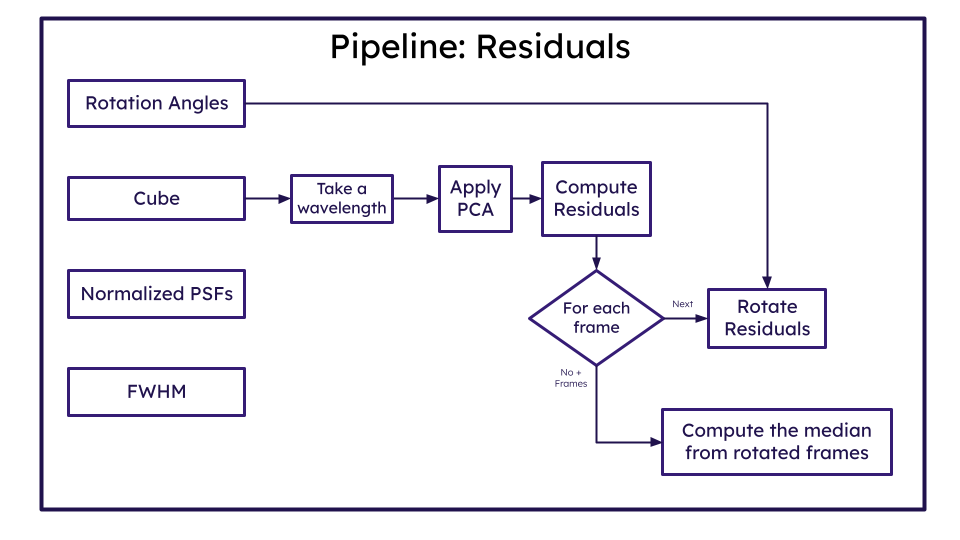 Pipeline: Residuals
Rotation Angles
Cube
Take a
wavelength
Apply
PCA
Compute
Residuals
Normalized PSFs
For each
frame
Next
Rotate
Residuals
No +
Frames
FWHM
Compute the median
from rotated frames